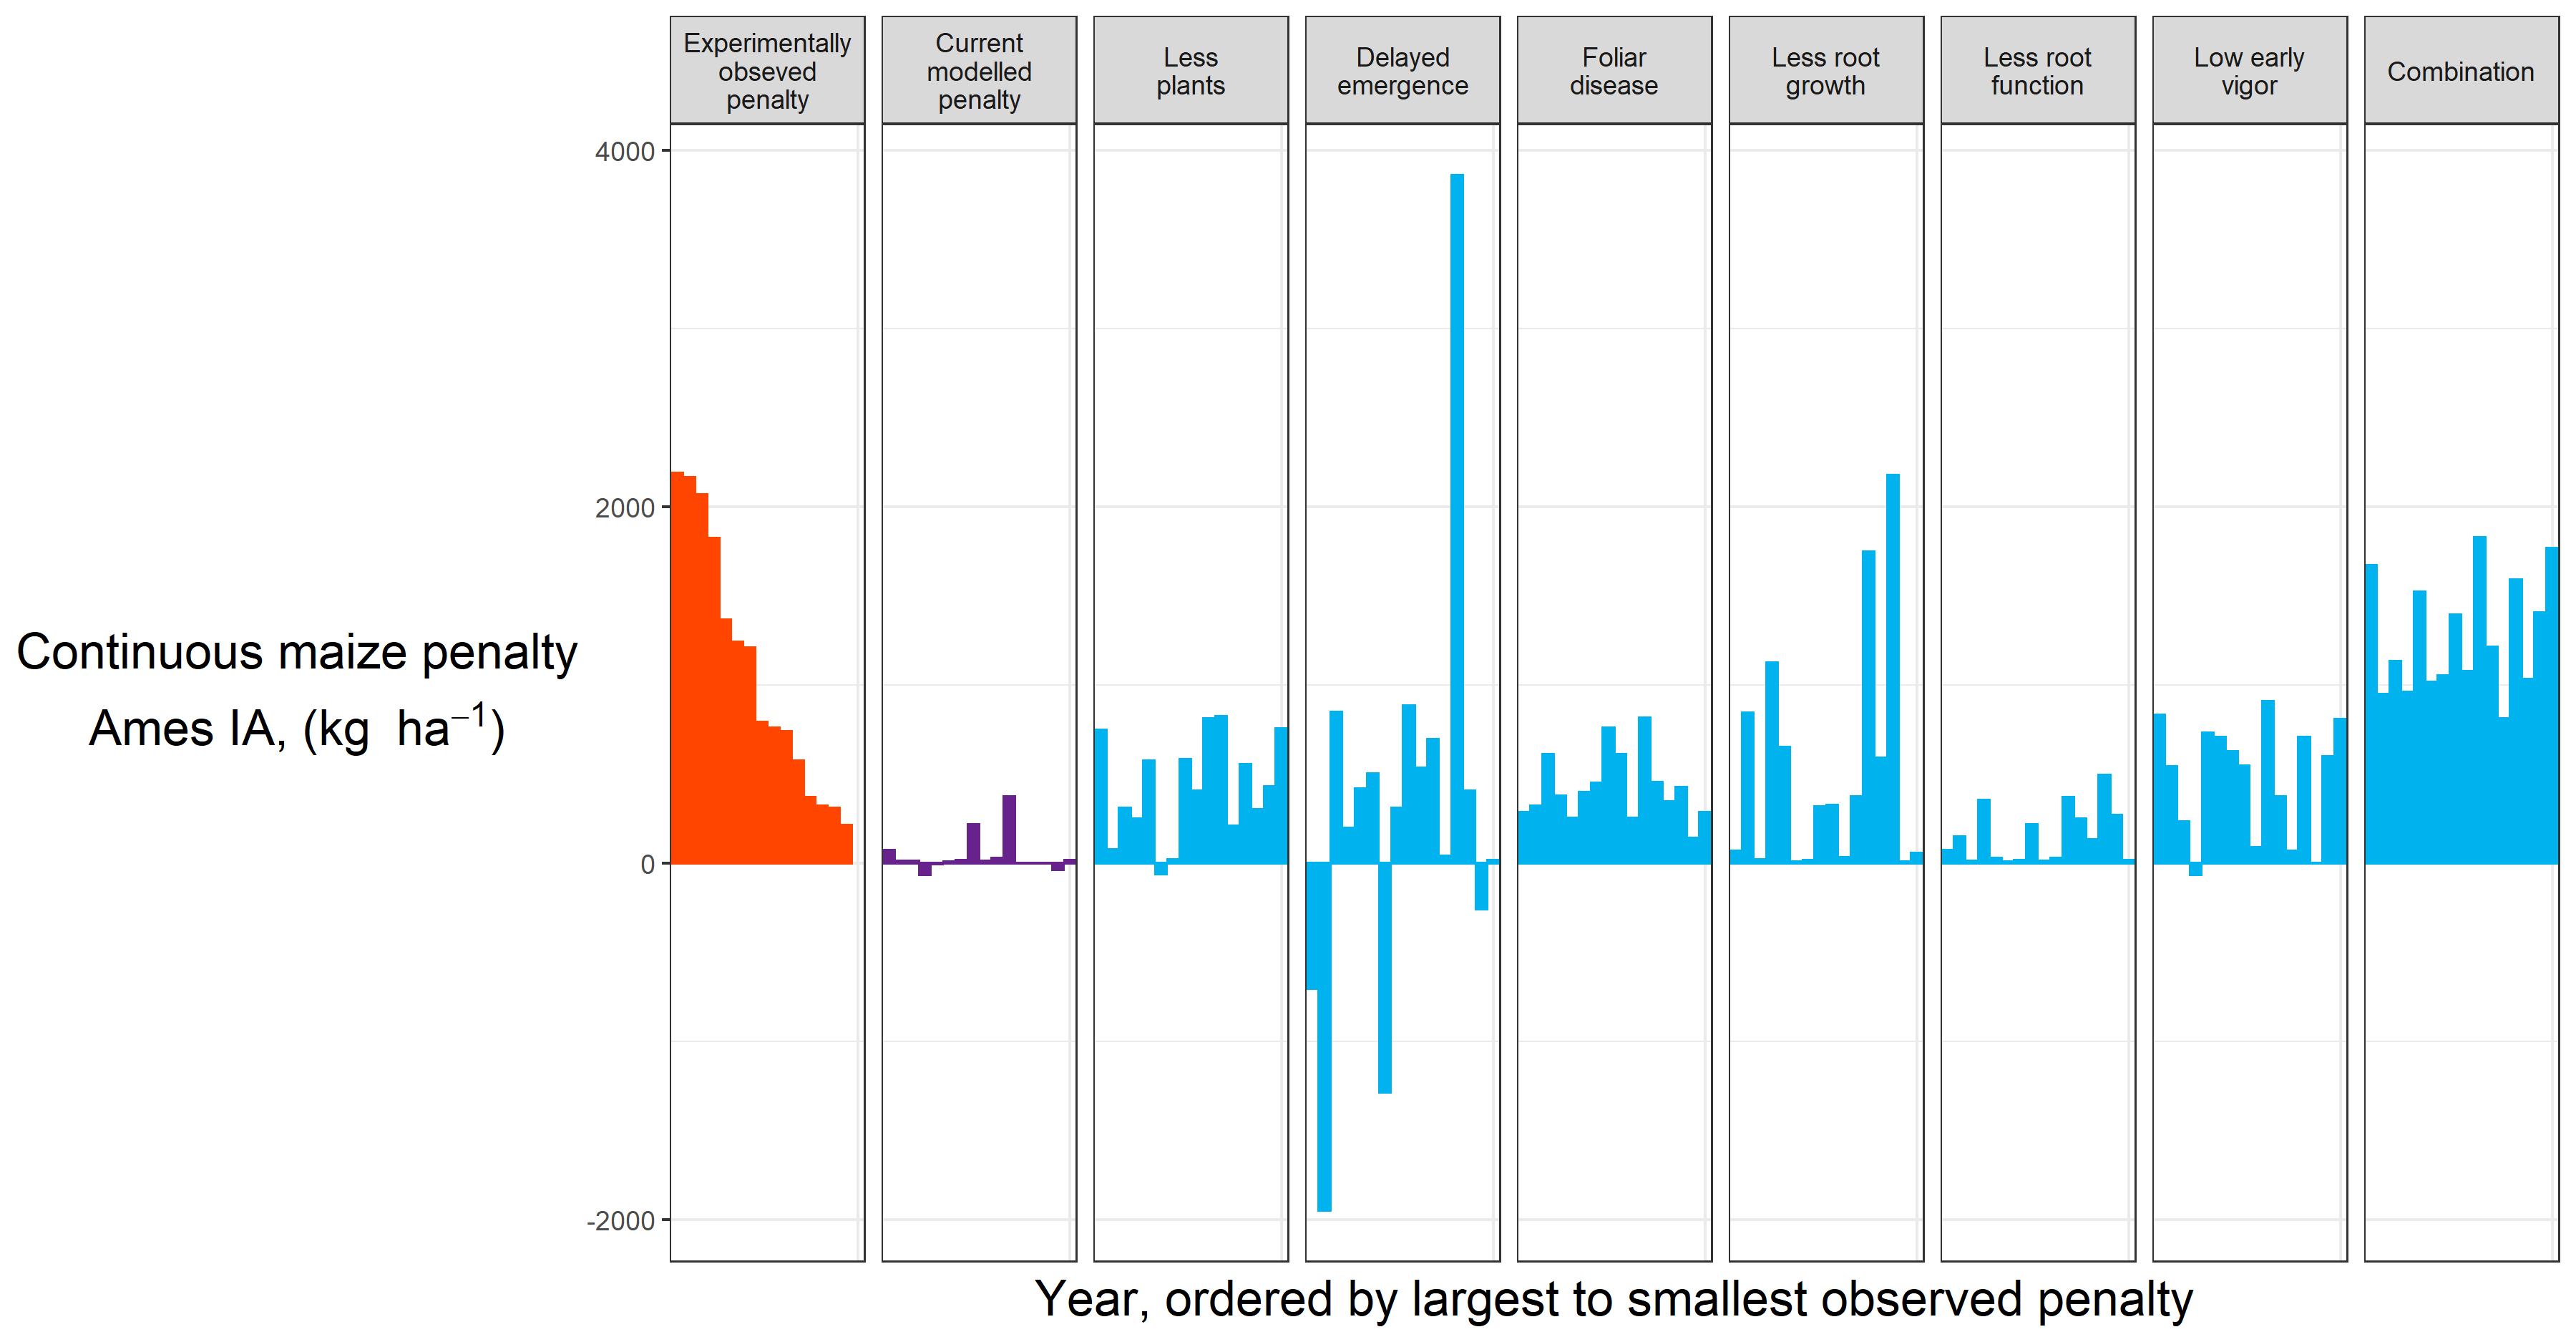 Experimentally
obseved
penalty
Current
modelled
penalty
Less
plants
Delayed
emergence
Foliar
disease
Less root
growth
Less root
function
Low early
vigor
Combination
4000
2000
0
-2000
Continuous maize penalty
Ames IA, (kg ha⁻¹)
Year, ordered by largest to smallest observed penalty